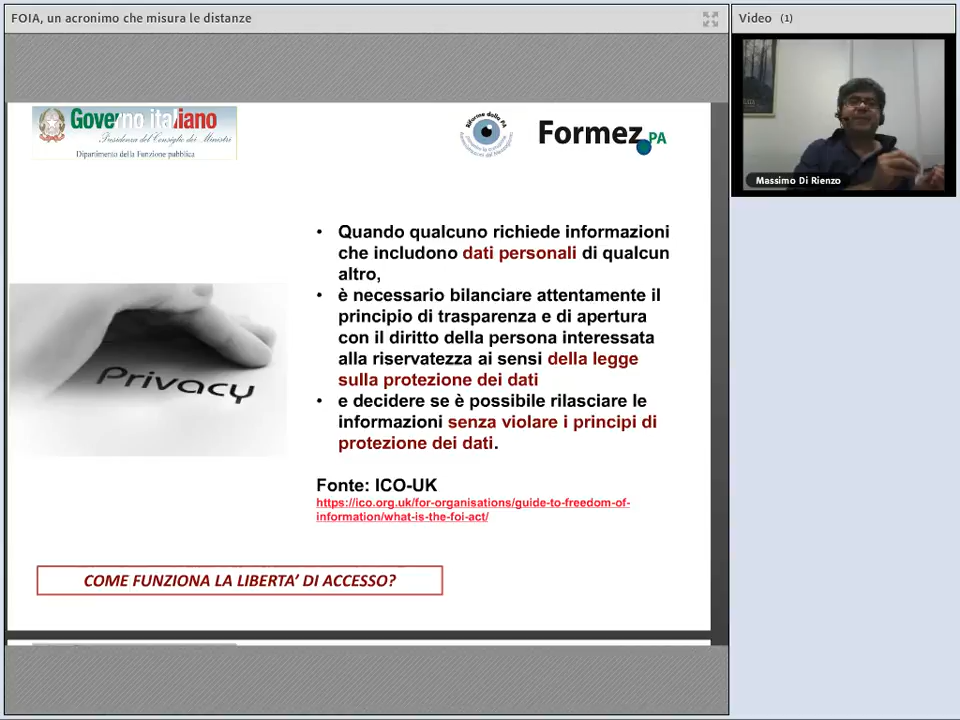 FOIA, un acronimo che misura le distanze
Video (1)
Governo italiano
Presidenza del Consiglio dei Ministri
Dipartimento della Funzione pubblica
Riforme della PA
Formez PA
Massimo Di Rienzo
• Quando qualcuno richiede informazioni
che includono dati personali di qualcun
altro,
• è necessario bilanciare attentamente il
principio di trasparenza e di apertura
con il diritto della persona interessata
alla riservatezza ai sensi della legge
sulla protezione dei dati
• e decidere se è possibile rilasciare le
informazioni senza violare i principi di
protezione dei dati.
Privacy
Fonte: ICO-UK
https://ico.org.uk/for-organisations/guide-to-freedom-of-
information/what-is-the-foi-act/
COME FUNZIONA LA LIBERTA’ DI ACCESSO?